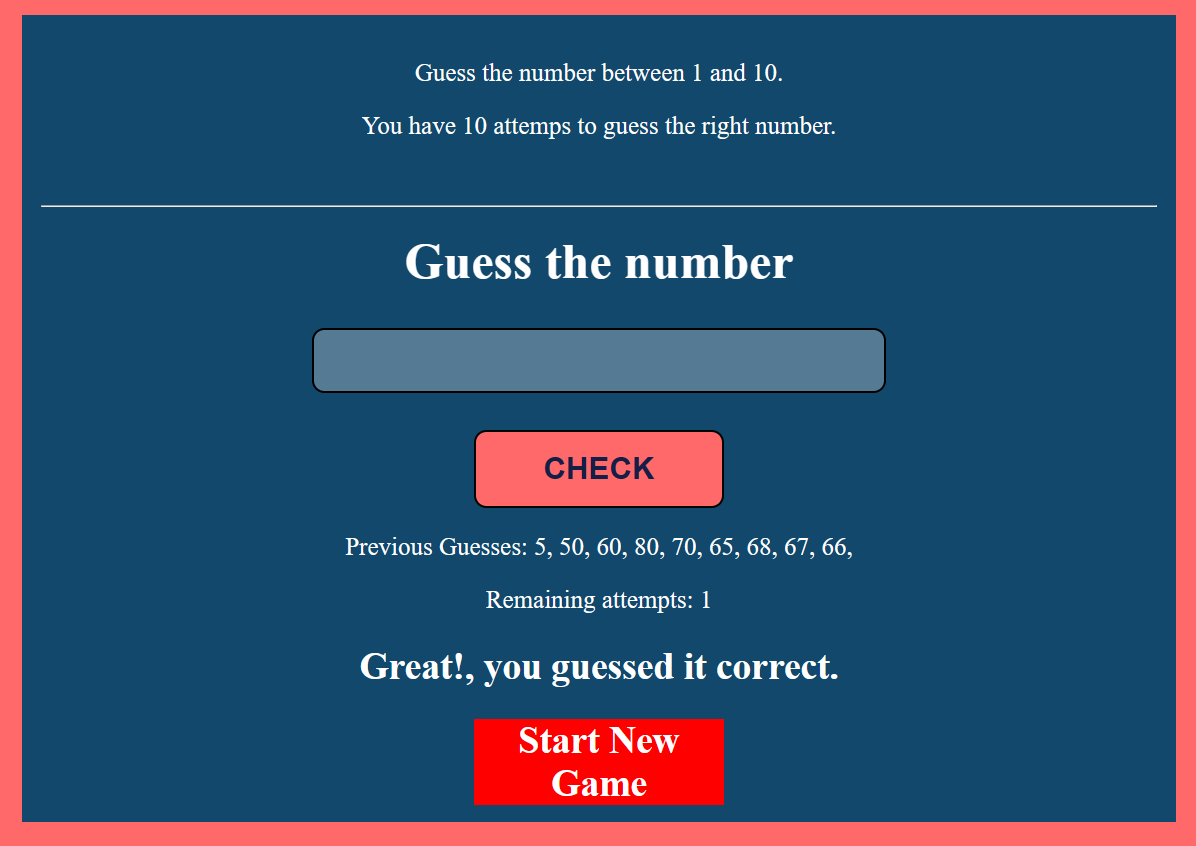 Guess the number between 1 and 10.
You have 10 attemps to guess the right number.
Guess the number
CHECK
Previous Guesses: 5, 50, 60, 80, 70, 65, 68, 67, 66,
Remaining attempts: 1
Great!, you guessed it correct.
Start New
Game